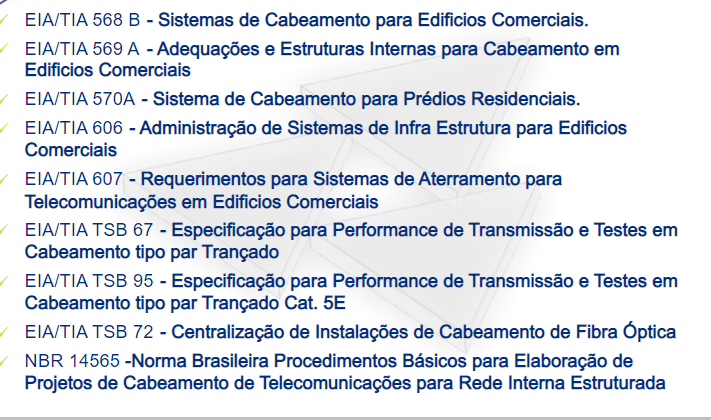 EIA/TIA 568 B - Sistemas de Cabeamento para Edificios Comerciais.
EIA/TIA 569 A - Adequações e Estruturas Internas para Cabeamento em
Edificios Comerciais
EIA/TIA 570A - Sistema de Cabeamento para Prédios Residenciais.
EIA/TIA 606 - Administração de Sistemas de Infra Estrutura para Edificios
Comerciais
EIA/TIA 607 - Requerimentos para Sistemas de Aterramento para
Telecomunicações em Edificios Comerciais
EIA/TIA TSB 67 - Especificação para Performance de Transmissão e Testes em
Cabeamento tipo par Trançado
EIA/TIA TSB 95 - Especificação para Performance de Transmissão e Testes em
Cabeamento tipo par Trançado Cat. 5E
EIA/TIA TSB 72 - Centralização de Instalações de Cabeamento de Fibra Óptica
NBR 14565 -Norma Brasileira Procedimentos Básicos para Elaboração de
Projetos de Cabeamento de Telecomunicações para Rede Interna Estruturada